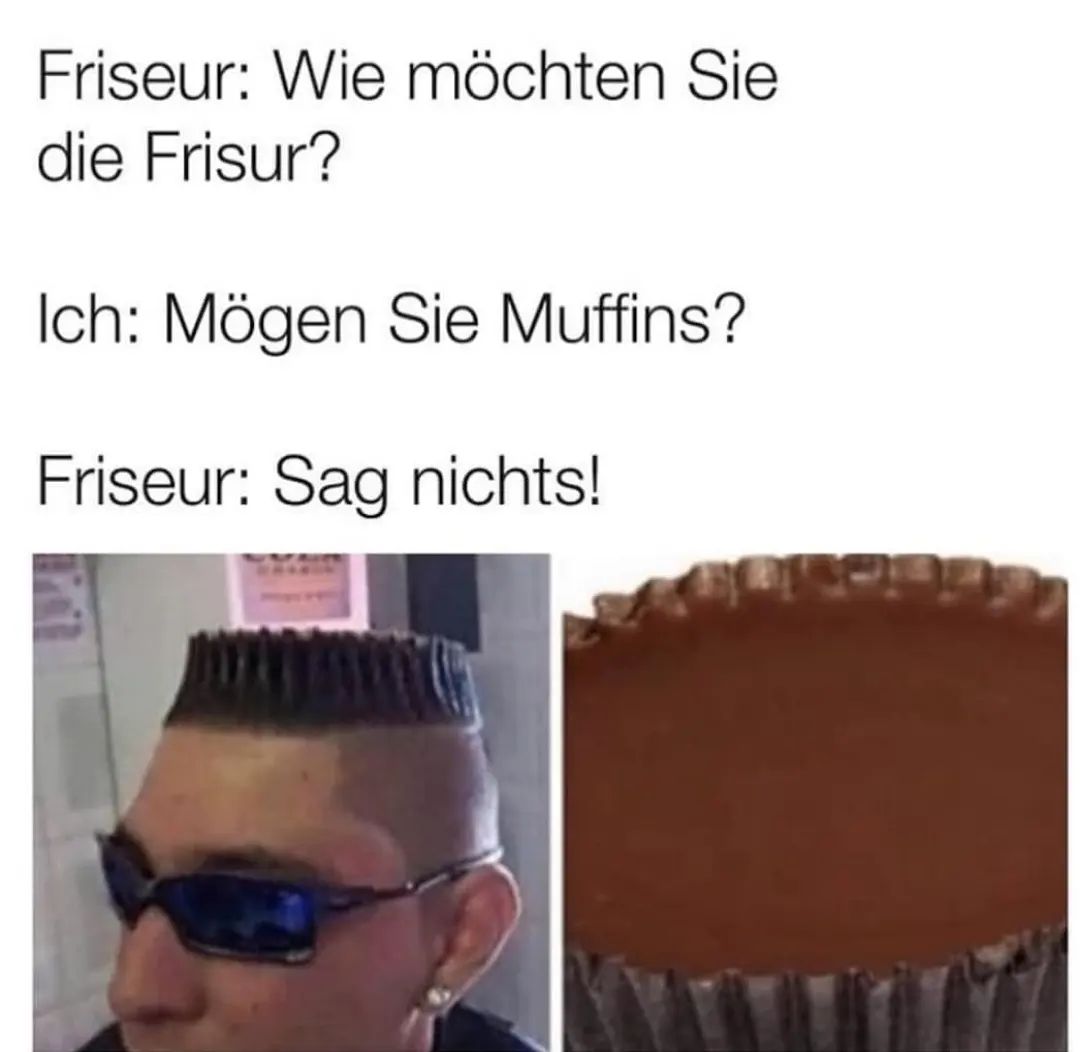 Friseur: Wie möchten Sie
die Frisur?
Ich: Mögen Sie Muffins?
Friseur: Sag nichts!